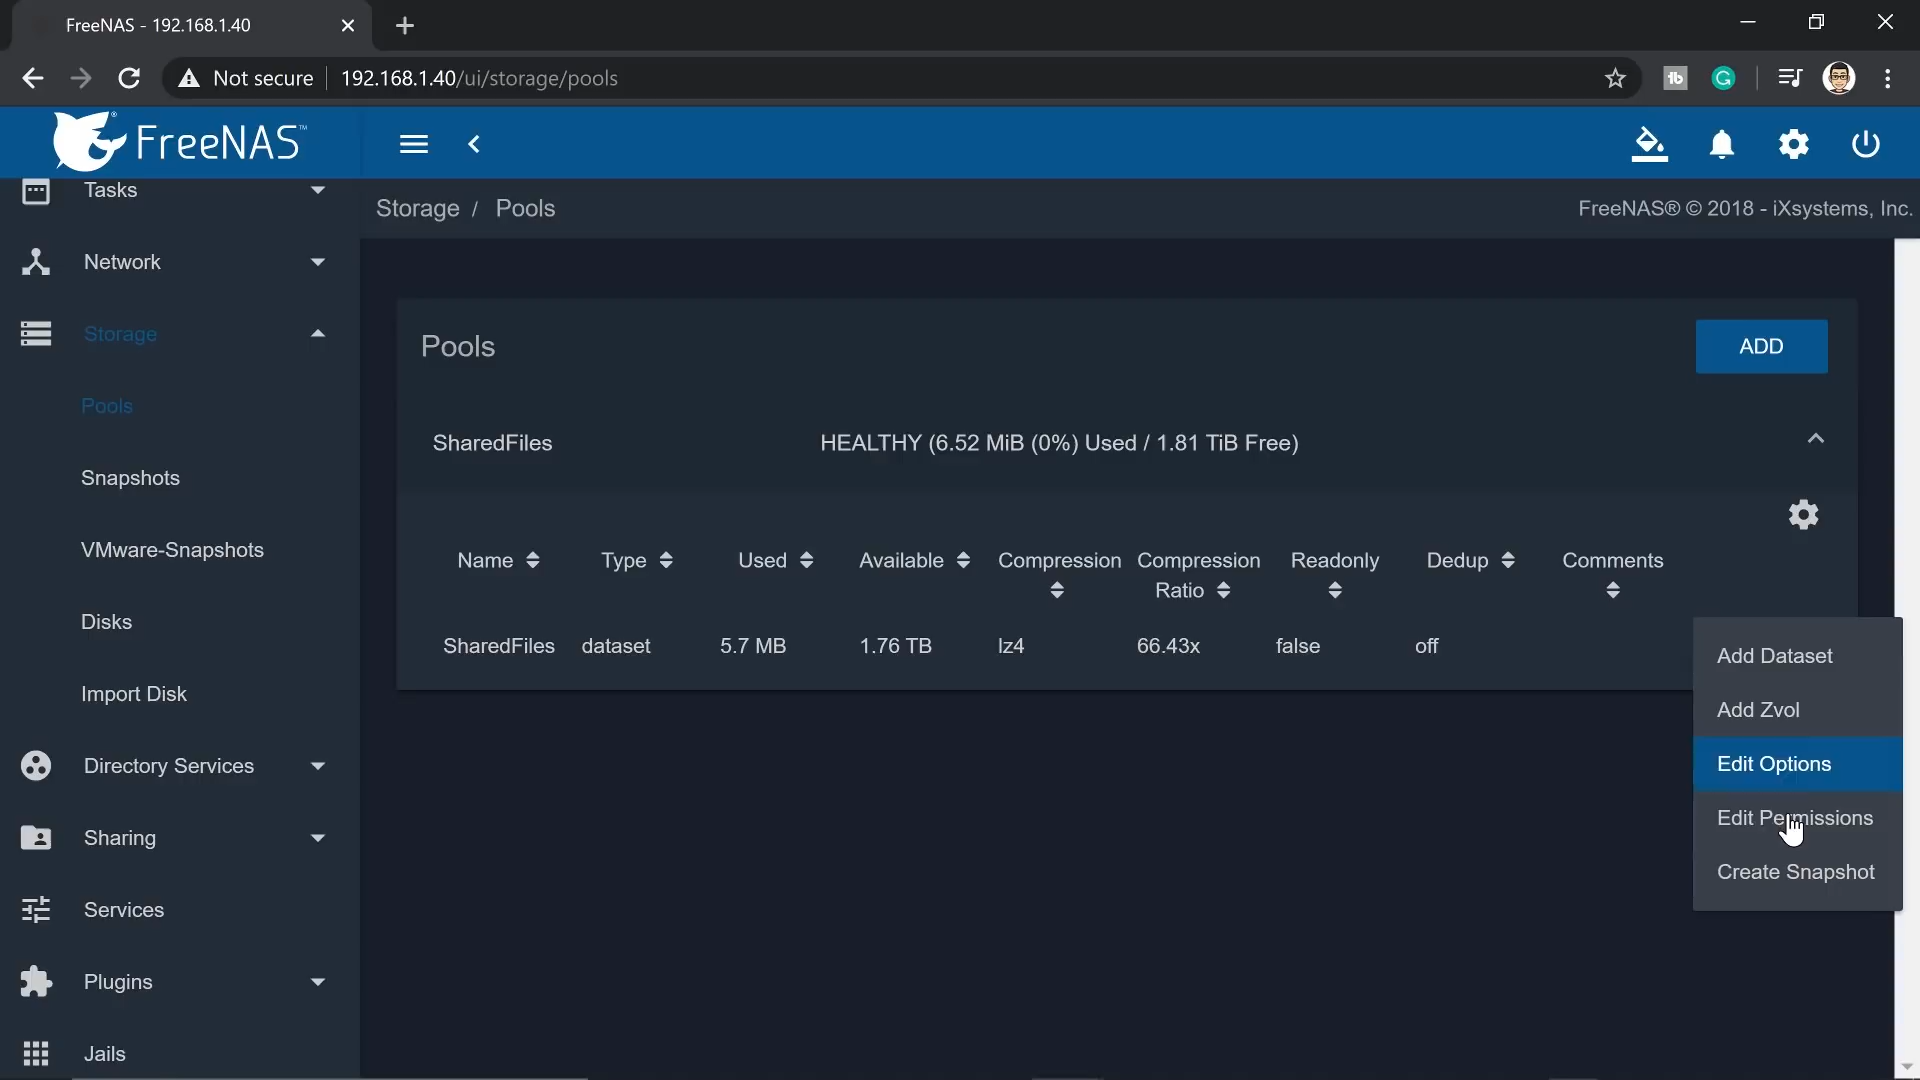 FreeNAS - 192.168.1.40
Not secure
192.168.1.40/ui/storage/pools
FreeNAS™
Tasks
Storage / Pools
FreeNAS® © 2018 - iXsystems, Inc.
Network
Storage
Pools
Snapshots
VMware-Snapshots
Disks
Import Disk
Directory Services
Sharing
Services
Plugins
Jails
Pools
ADD
SharedFiles HEALTHY (6.52 MiB (0%) Used / 1.81 TiB Free)
Name Type Used Available Compression Compression Readonly Dedup Comments
Ratio
SharedFiles dataset 5.7 MB 1.76 TB lz4 66.43x false off
Add Dataset
Add Zvol
Edit Options
Edit Permissions
Create Snapshot